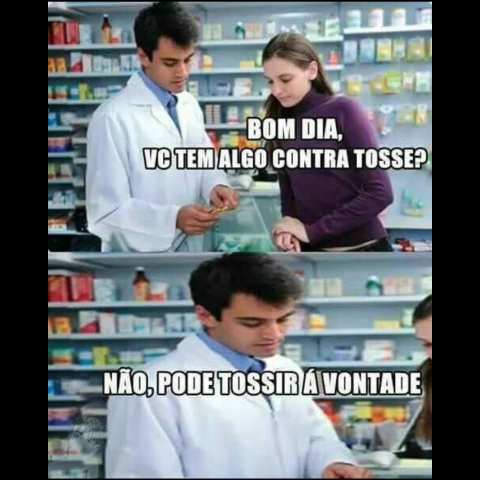 BOM DIA,
VC TEM ALGO CONTRA TOSSE?
NÃO, PODE TOSSIR Á VONTADE